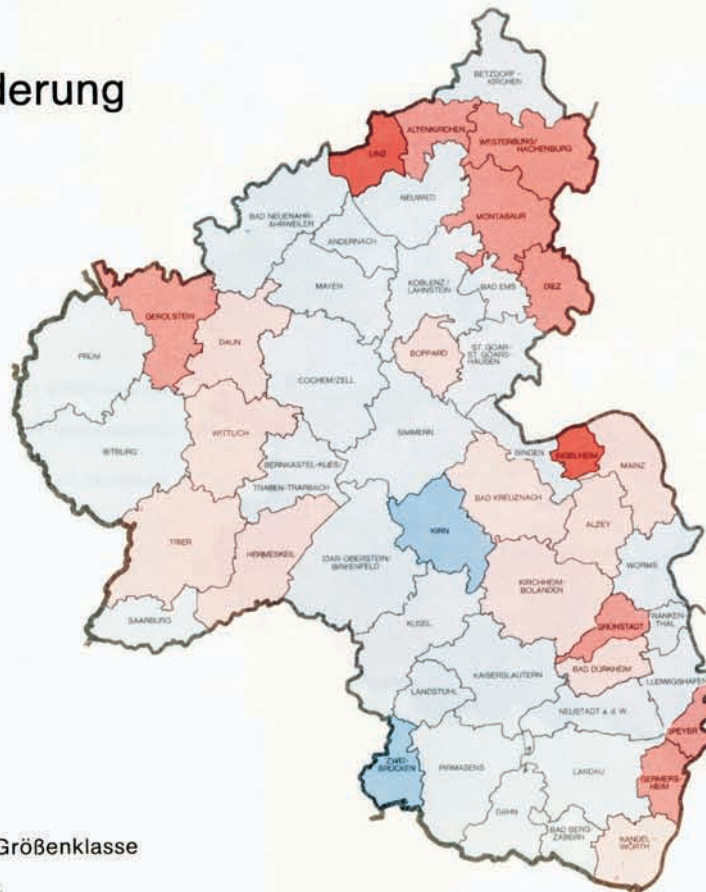 derung
BETZDORF-
KIRCHEN
ALTENKIRCHEN
WESTERBURG/
HACHENBURG
LINZ
NEUWIED
MONTABAUR
BAD NEUENAHR-
AHRWEILER
ANDERNACH
MAYEN
KOBLENZ/
LAHNSTEIN
BAD EMS
DIEZ
GEROLSTEIN
DAUN
BOPPARD
ST. GOAR-
ST. GOARS-
HAUSEN
PRÜM
COCHEM/ZELL
BITBURG
WITTLICH
SIMMERN
BERNKASTEL-KUES/
TRABEN-TRARBACH
BINGEN
INGELHEIM
MAINZ
BAD KREUZNACH
KIRN
ALZEY
TRIER
HERMESKEIL
IDAR-OBERSTEIN/
BIRKENFELD
KIRCHHEIM-
BOLANDEN
WORMS
SAARBURG
KUSEL
GRÜNSTADT
FRANKEN-
THAL
KAISERSLAUTERN
BAD DÜRKHEIM
LUDWIGSHAFEN
LANDSTUHL
NEUSTADT a. d. W.
SPEYER
ZWEI-
BRÜCKEN
PIRMASENS
LANDAU
GERMERS-
HEIM
DAHN
BAD BERG-
ZABERN
KANDEL-
WÖRTH
Größenklasse